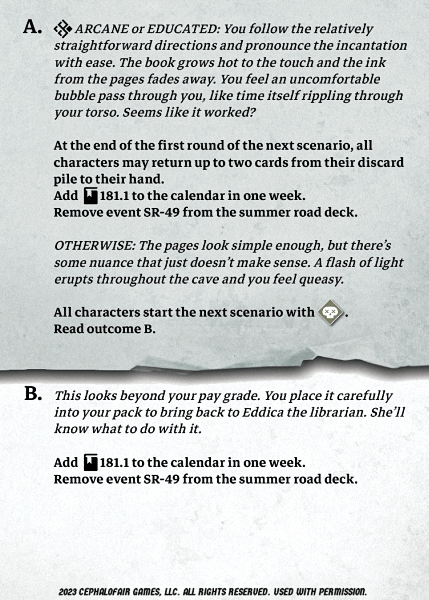 A. ARCANE or EDUCATED: You follow the relatively
straightforward directions and pronounce the incantation
with ease. The book grows hot to the touch and the ink
from the pages fades away. You feel an uncomfortable
bubble pass through you, like time itself rippling through
your torso. Seems like it worked?
At the end of the first round of the next scenario, all
characters may return up to two cards from their discard
pile to their hand.
Add 181.1 to the calendar in one week.
Remove event SR-49 from the summer road deck.
OTHERWISE: The pages look simple enough, but there's
some nuance that just doesn't make sense. A flash of light
erupts throughout the cave and you feel queasy.
All characters start the next scenario with .
Read outcome B.
B. This looks beyond your pay grade. You place it carefully
into your pack to bring back to Eddica the librarian. She'll
know what to do with it.
Add 181.1 to the calendar in one week.
Remove event SR-49 from the summer road deck.
2023 CEPHALOFAIR GAMES, LLC. ALL RIGHTS RESERVED. USED WITH PERMISSION.